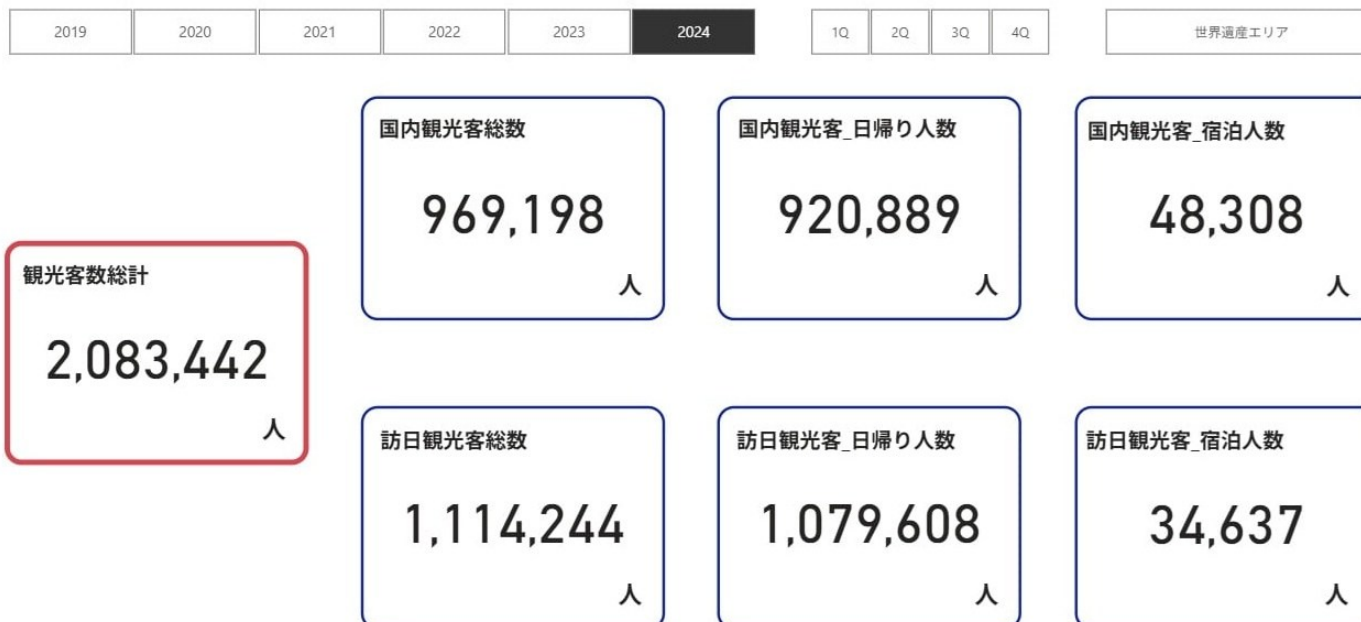 2019 2020 2021 2022 2023 2024 1Q 2Q 3Q 4Q 世界遺産エリア
観光客数総計
2,083,442
人
国内観光客総数
969,198
人
国内観光客_日帰り人数
920,889
人
国内観光客_宿泊人数
48,308
人
訪日観光客総数
1,114,244
人
訪日観光客_日帰り人数
1,079,608
人
訪日観光客_宿泊人数
34,637
人